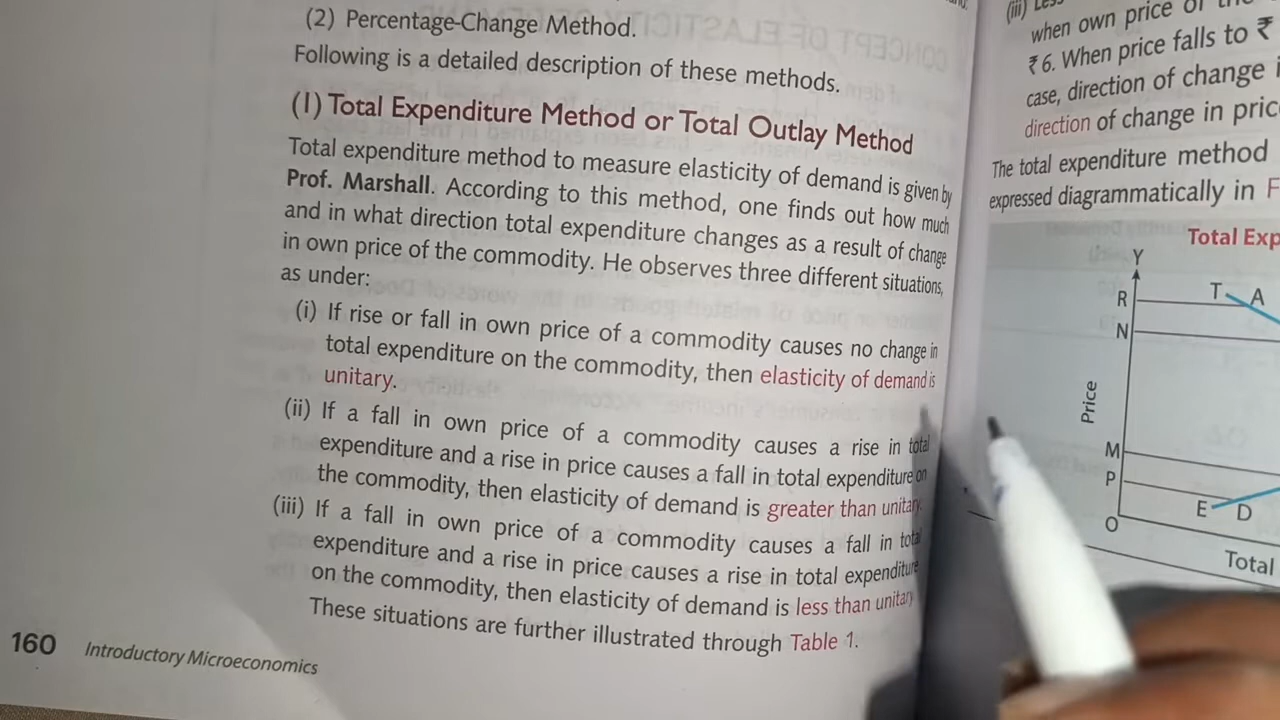 (2) Percentage-Change Method.
Following is a detailed description of these methods.
(1) Total Expenditure Method or Total Outlay Method
Total expenditure method to measure elasticity of demand is given by
Prof. Marshall. According to this method, one finds out how much
and in what direction total expenditure changes as a result of change
in own price of the commodity. He observes three different situations,
as under:
(i) If rise or fall in own price of a commodity causes no change in
total expenditure on the commodity, then elasticity of demand is
unitary.
(ii) If a fall in own price of a commodity causes a rise in total
expenditure and a rise in price causes a fall in total expenditure on
the commodity, then elasticity of demand is greater than unitary.
(iii) If a fall in own price of a commodity causes a fall in total
expenditure and a rise in price causes a rise in total expenditure
on the commodity, then elasticity of demand is less than unitary
These situations are further illustrated through Table 1.
160 Introductory Microeconomics
(iii) Less
when own price of
₹ 6. When price falls to ₹
case, direction of change
direction of change in pric
The total expenditure method
expressed diagrammatically in F
Total Exp
Y
R
T A
N
Price
M
P
E D
O
Total